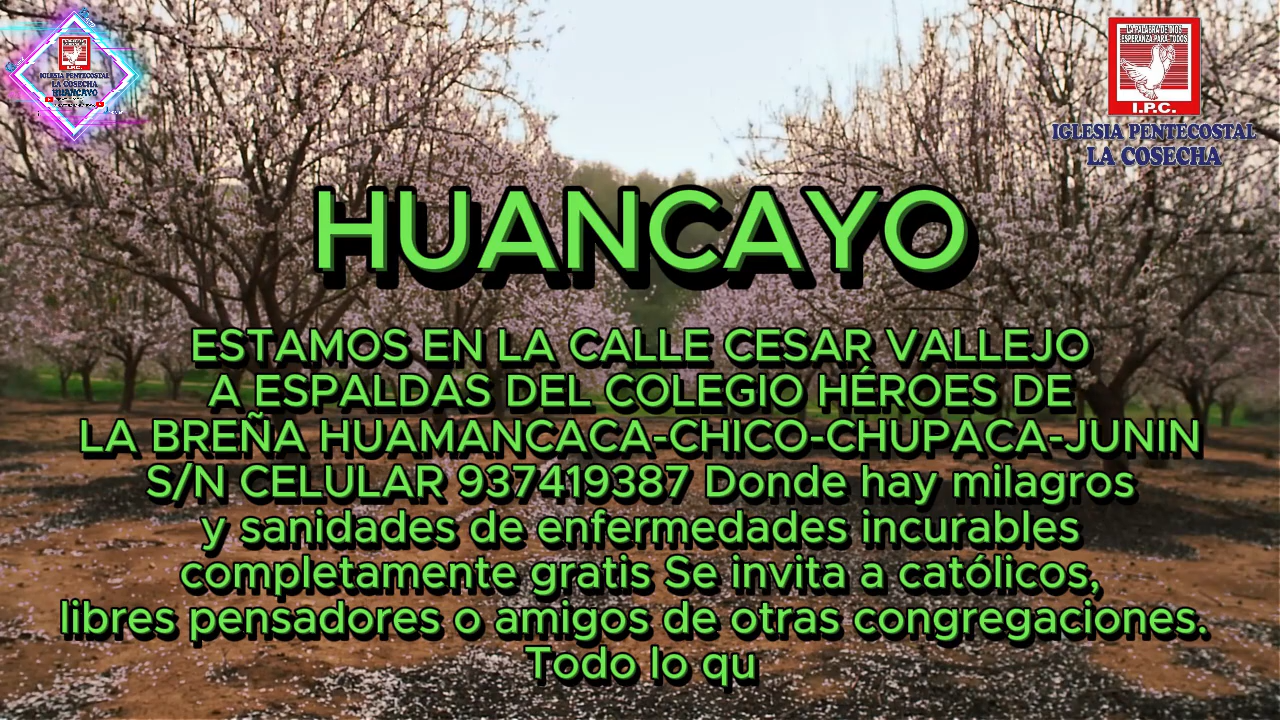 IGLESIA PENTECOSTAL
LA COSECHA
HUANCAYO
LA PALABRA DE DIOS
ESPERANZA PARA TODOS
I.P.C.
IGLESIA PENTECOSTAL
LA COSECHA
HUANCAYO
ESTAMOS EN LA CALLE CESAR VALLEJO
A ESPALDAS DEL COLEGIO HÉROES DE
LA BREÑA HUAMANCACA-CHICO-CHUPACA-JUNIN
S/N CELULAR 937419387 Donde hay milagros
y sanidades de enfermedades incurables
completamente gratis Se invita a católicos,
libres pensadores o amigos de otras congregaciones.
Todo lo qu